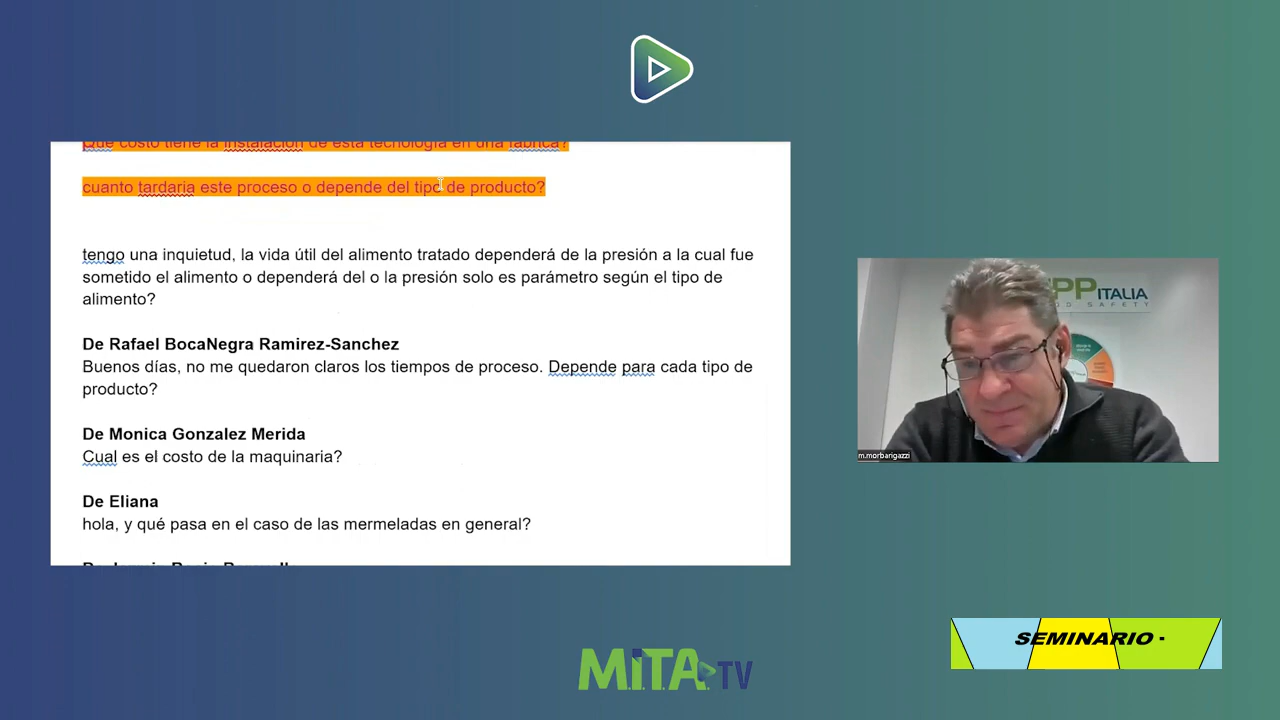 Que costo tiene la instalacion de esta tecnologia en una fabrica?
cuanto tardaria este proceso o depende del tipo de producto?
tengo una inquietud, la vida útil del alimento tratado dependerá de la presión a la cual fue
sometido el alimento o dependerá del o la presión solo es parámetro según el tipo de
alimento?
De Rafael BocaNegra Ramirez-Sanchez
Buenos días, no me quedaron claros los tiempos de proceso. Depende para cada tipo de
producto?
De Monica Gonzalez Merida
Cual es el costo de la maquinaria?
De Eliana
hola, y qué pasa en el caso de las mermeladas en general?
PP ITALIA
FOOD SAFETY
m.morbarigazzi
SEMINARIO -
M.I.T.A. TV